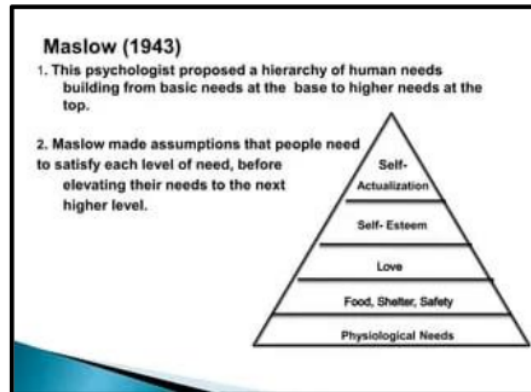 Maslow (1943)
1. This psychologist proposed a hierarchy of human needs
building from basic needs at the base to higher needs at the
top.
2. Maslow made assumptions that people need
to satisfy each level of need, before
elevating their needs to the next
higher level.
Self-
Actualization
Self- Esteem
Love
Food, Shelter, Safety
Physiological Needs